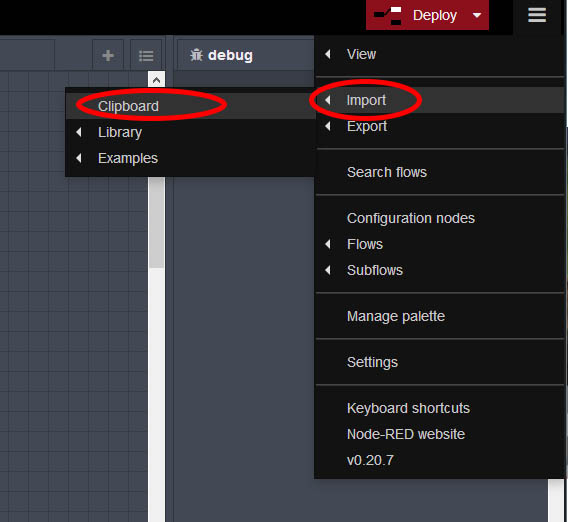 Deploy
debug
View
Clipboard
Import
Library
Export
Examples
Search flows
Configuration nodes
Flows
Subflows
Manage palette
Settings
Keyboard shortcuts
Node-RED website
v0.20.7